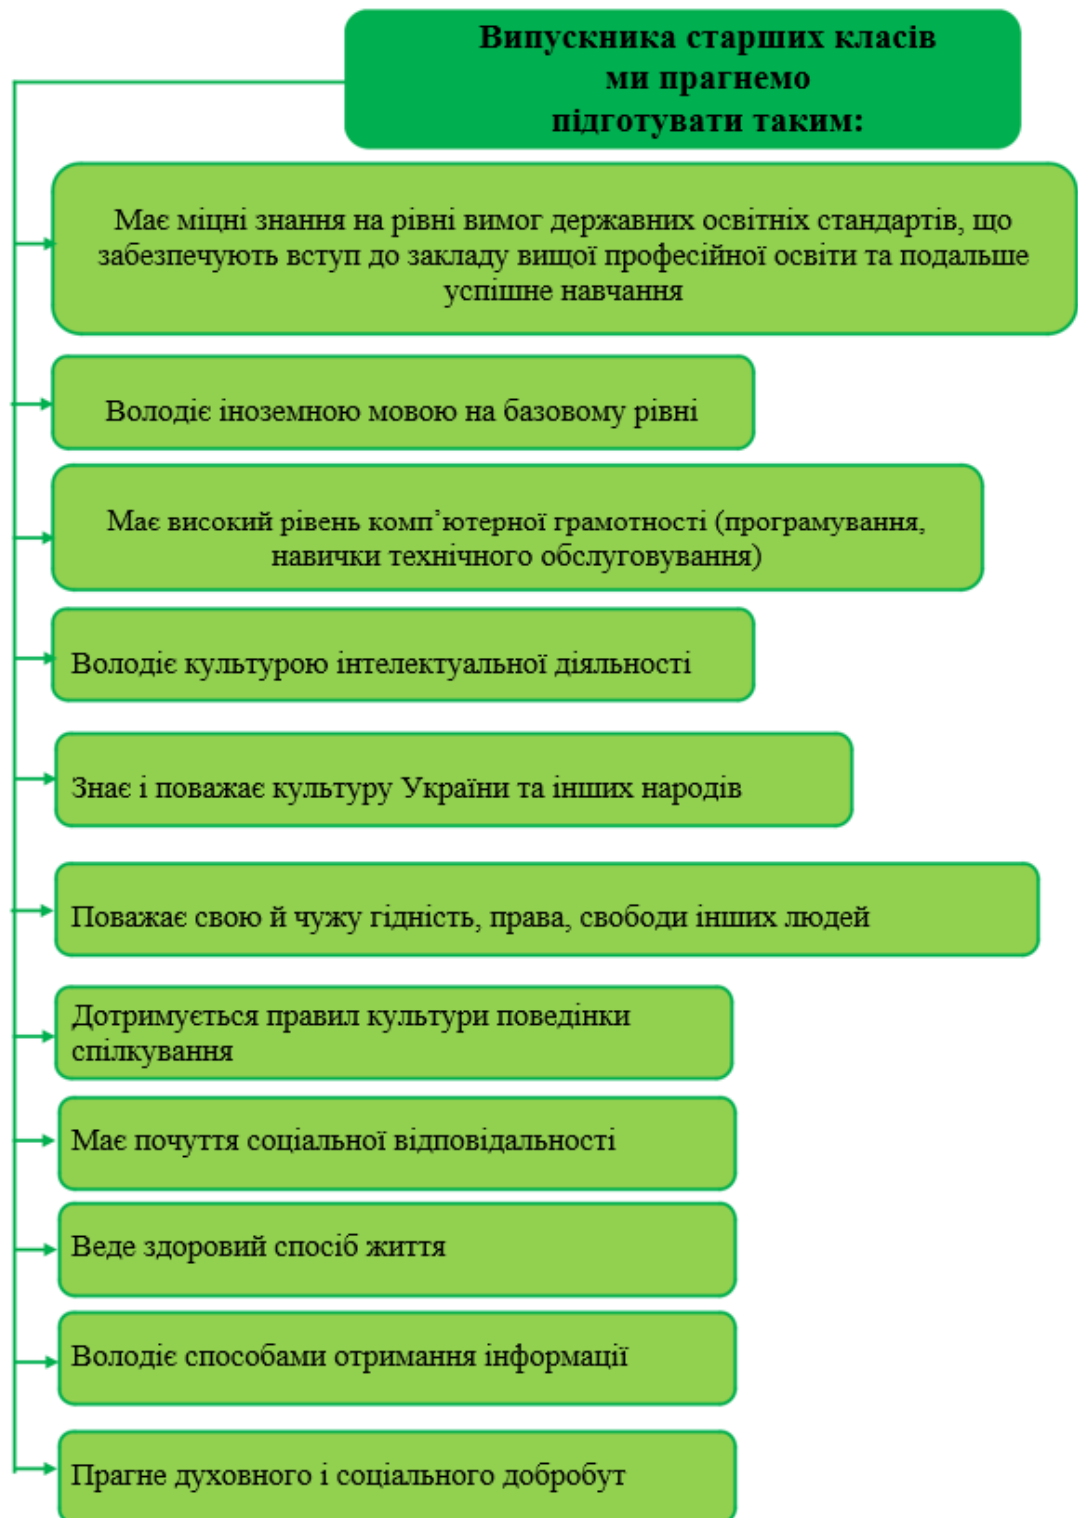 Випускника старших класів
ми прагнемо
підготувати таким:
Має міцні знання на рівні вимог державних освітніх стандартів, що
забезпечують вступ до закладу вищої професійної освіти та подальше
успішне навчання
Володіє іноземною мовою на базовому рівні
Має високий рівень комп’ютерної грамотності (програмування,
навички технічного обслуговування)
Володіє культурою інтелектуальної діяльності
Знає і поважає культуру України та інших народів
Поважає свою й чужу гідність, права, свободи інших людей
Дотримується правил культури поведінки
спілкування
Має почуття соціальної відповідальності
Веде здоровий спосіб життя
Володіє способами отримання інформації
Прагне духовного і соціального добробут